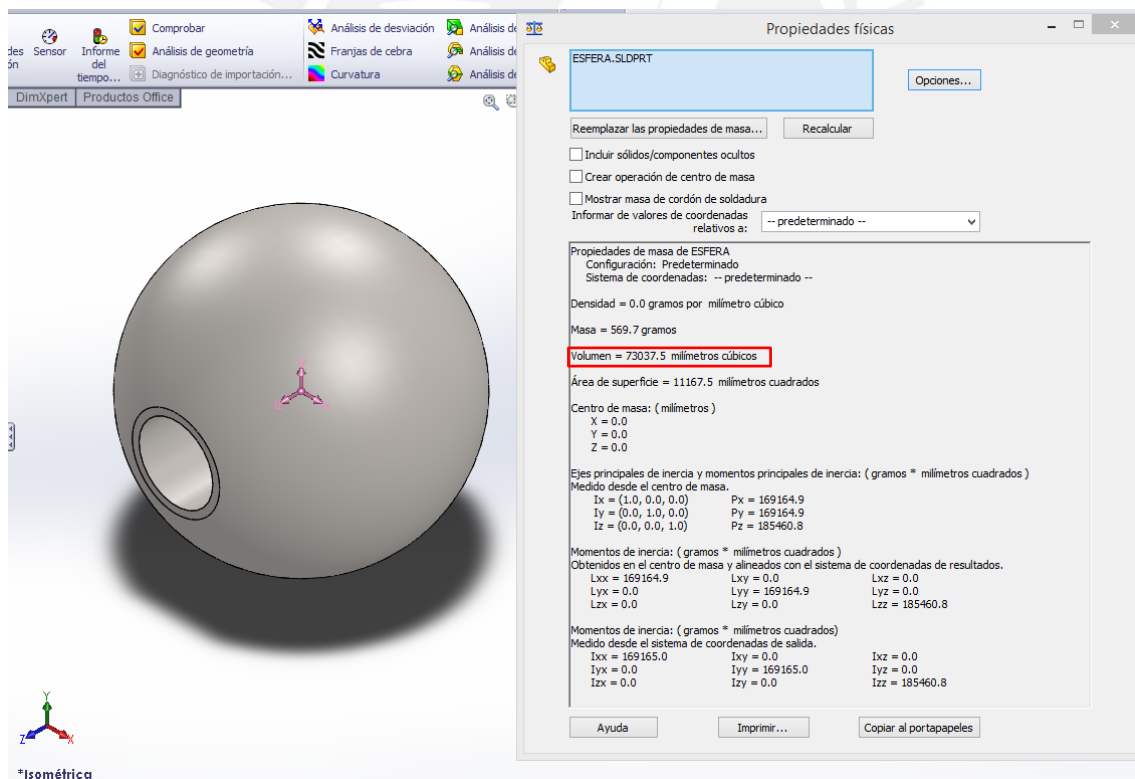 Comprobar
Análisis de desviación
Análisis de
des
Sensor
Informe
Análisis de geometría
Franjas de cebra
Análisis de
ón
del
tiempo...
Diagnóstico de importación...
Curvatura
Análisis de
DimXpert
Productos Office
Propiedades físicas
ESFERA.SLDPRT
Opciones...
Reemplazar las propiedades de masa...
Recalcular
Incluir sólidos/componentes ocultos
Crear operación de centro de masa
Mostrar masa de cordón de soldadura
Informar de valores de coordenadas
relativos a:
-- predeterminado --
Propiedades de masa de ESFERA
Configuración: Predeterminado
Sistema de coordenadas: -- predeterminado --
Densidad = 0.0 gramos por milímetro cúbico
Masa = 569.7 gramos
Volumen = 73037.5 milímetros cúbicos
Área de superficie = 11167.5 milímetros cuadrados
Centro de masa: ( milímetros )
X = 0.0
Y = 0.0
Z = 0.0
Ejes principales de inercia y momentos principales de inercia: ( gramos * milímetros cuadrados )
Medido desde el centro de masa.
Ix = (1.0, 0.0, 0.0) Px = 169164.9
Iy = (0.0, 1.0, 0.0) Py = 169164.9
Iz = (0.0, 0.0, 1.0) Pz = 185460.8
Momentos de inercia: ( gramos * milímetros cuadrados )
Obtenidos en el centro de masa y alineados con el sistema de coordenadas de resultados.
Lxx = 169164.9 Lxy = 0.0 Lxz = 0.0
Lyx = 0.0 Lyy = 169164.9 Lyz = 0.0
Lzx = 0.0 Lzy = 0.0 Lzz = 185460.8
Momentos de inercia: ( gramos * milímetros cuadrados)
Medido desde el sistema de coordenadas de salida.
Ixx = 169165.0 Ixy = 0.0 Ixz = 0.0
Iyx = 0.0 Iyy = 169165.0 Iyz = 0.0
Izx = 0.0 Izy = 0.0 Izz = 185460.8
Ayuda
Imprimir...
Copiar al portapapeles
Y
Z
X
*Isométrica